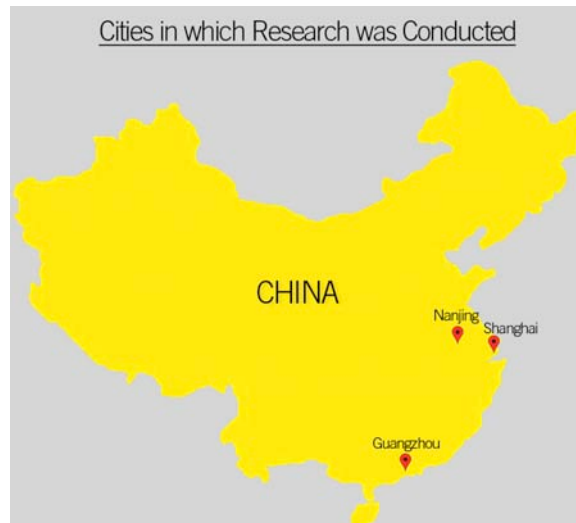 Cities in which Research was Conducted
CHINA
Nanjing
Shanghai
Guangzhou